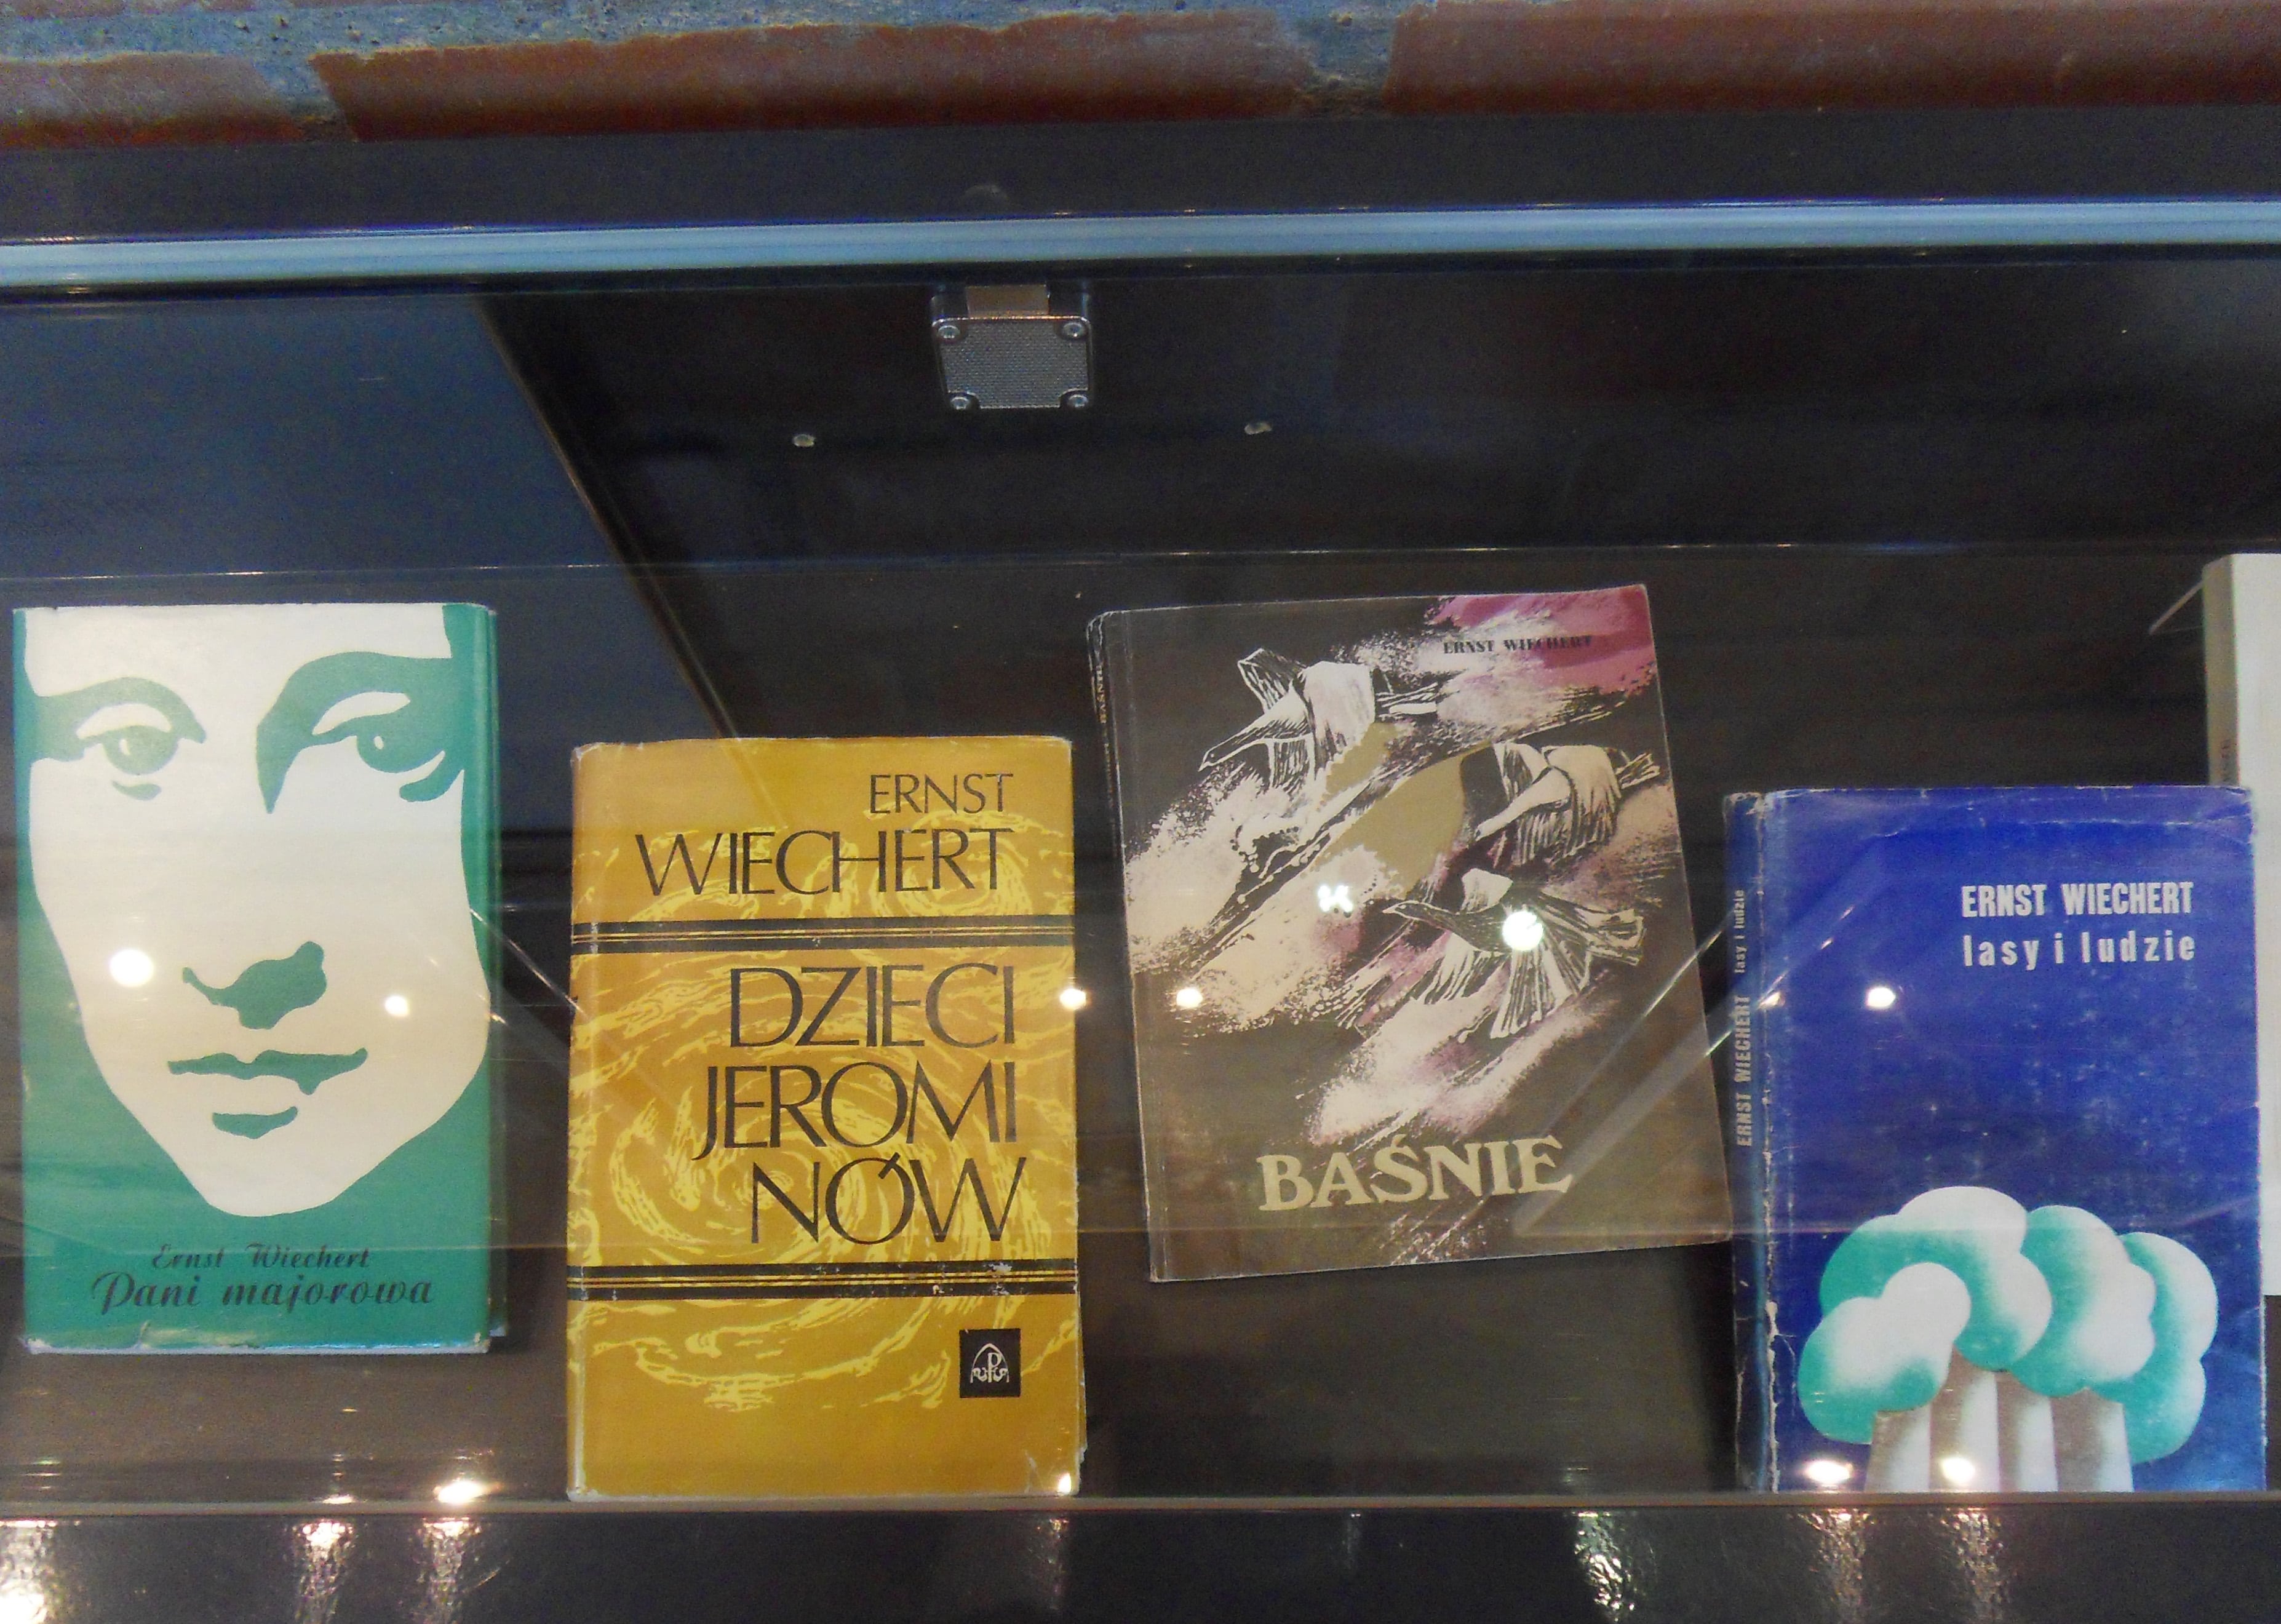 Ernst Wiechert
Pani majorowa
ERNST
WIECHERT
DZIECI
JEROMI
NÓW
ERNST WIECHERT
BAŚNIE
BAŚNIE
ERNST WIECHERT lasy i ludzie
ERNST WIECHERT
lasy i ludzie